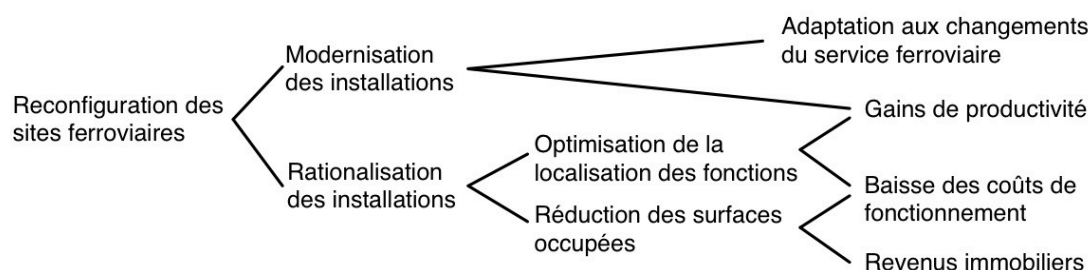 Reconfiguration des
sites ferroviaires
Modernisation
des installations
Rationalisation
des installations
Optimisation de la
localisation des fonctions
Réduction des surfaces
occupées
Adaptation aux changements
du service ferroviaire
Gains de productivité
Baisse des coûts de
fonctionnement
Revenus immobiliers